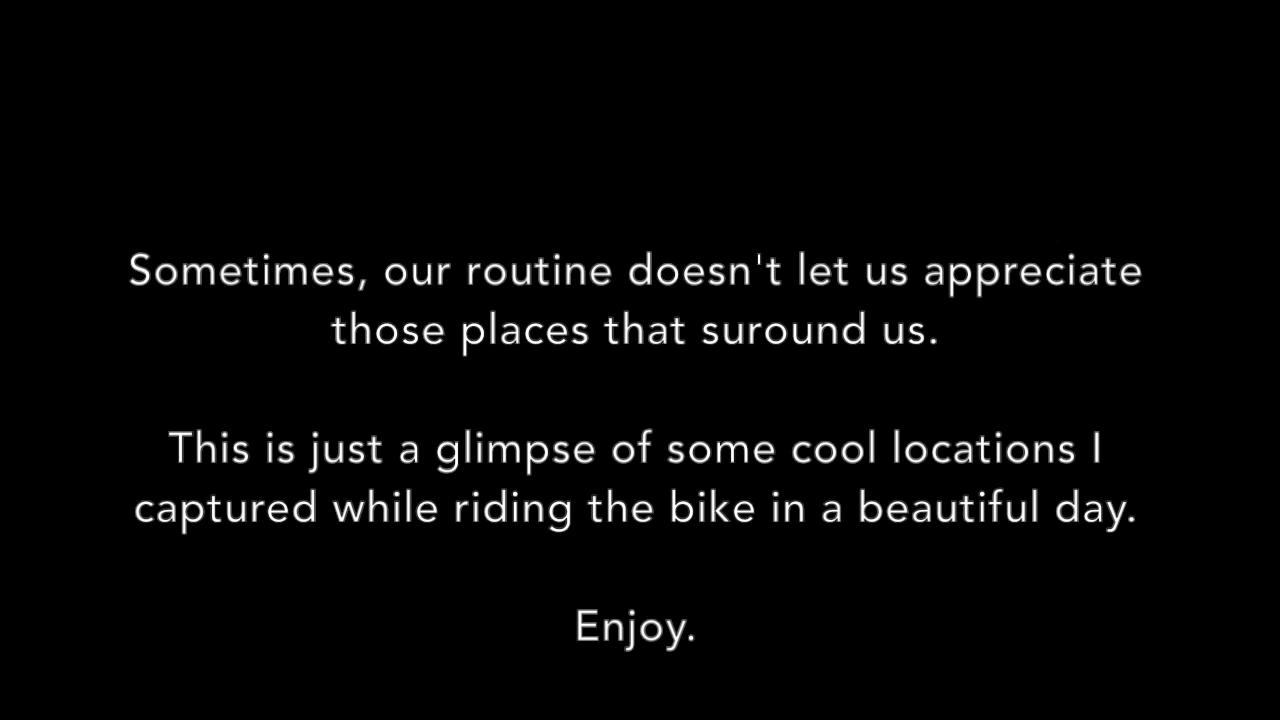 Sometimes, our routine doesn't let us appreciate
those places that suround us.
This is just a glimpse of some cool locations I
captured while riding the bike in a beautiful day.
Enjoy.